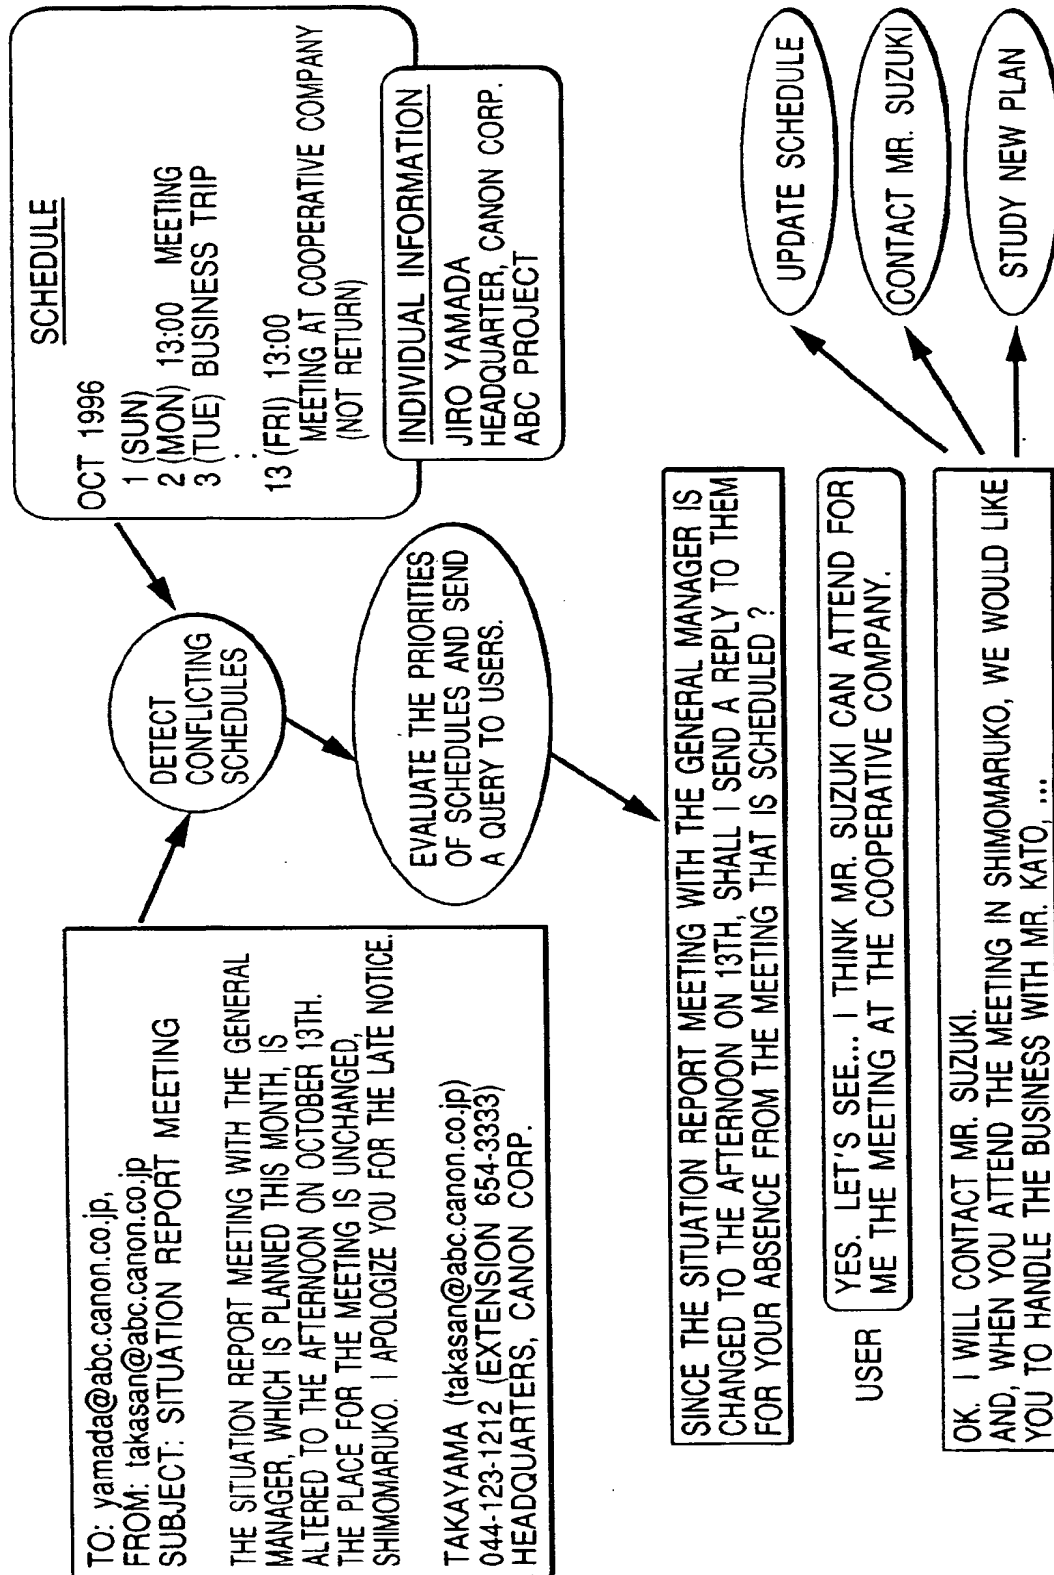 TO: yamada@abc.canon.co.jp,
FROM: takasan@abc.canon.co.jp
SUBJECT: SITUATION REPORT MEETING
THE SITUATION REPORT MEETING WITH THE GENERAL
MANAGER, WHICH IS PLANNED THIS MONTH, IS
ALTERED TO THE AFTERNOON ON OCTOBER 13TH.
THE PLACE FOR THE MEETING IS UNCHANGED,
SHIMOMARUKO. I APOLOGIZE YOU FOR THE LATE NOTICE.
TAKAYAMA (takasan@abc.canon.co.jp)
044-123-1212 (EXTENSION 654-3333)
HEADQUARTERS, CANON CORP.
DETECT
CONFLICTING
SCHEDULES
SCHEDULE
OCT 1996
1 (SUN)
2 (MON) 13:00 MEETING
3 (TUE) BUSINESS TRIP
:
13 (FRI) 13:00
MEETING AT COOPERATIVE COMPANY
(NOT RETURN)
INDIVIDUAL INFORMATION
JIRO YAMADA
HEADQUARTER, CANON CORP.
ABC PROJECT
EVALUATE THE PRIORITIES
OF SCHEDULES AND SEND
A QUERY TO USERS.
SINCE THE SITUATION REPORT MEETING WITH THE GENERAL MANAGER IS
CHANGED TO THE AFTERNOON ON 13TH, SHALL I SEND A REPLY TO THEM
FOR YOUR ABSENCE FROM THE MEETING THAT IS SCHEDULED ?
USER
YES. LET'S SEE... I THINK MR. SUZUKI CAN ATTEND FOR
ME THE MEETING AT THE COOPERATIVE COMPANY.
OK. I WILL CONTACT MR. SUZUKI.
AND, WHEN YOU ATTEND THE MEETING IN SHIMOMARUKO, WE WOULD LIKE
YOU TO HANDLE THE BUSINESS WITH MR. KATO, ...
UPDATE SCHEDULE
CONTACT MR. SUZUKI
STUDY NEW PLAN